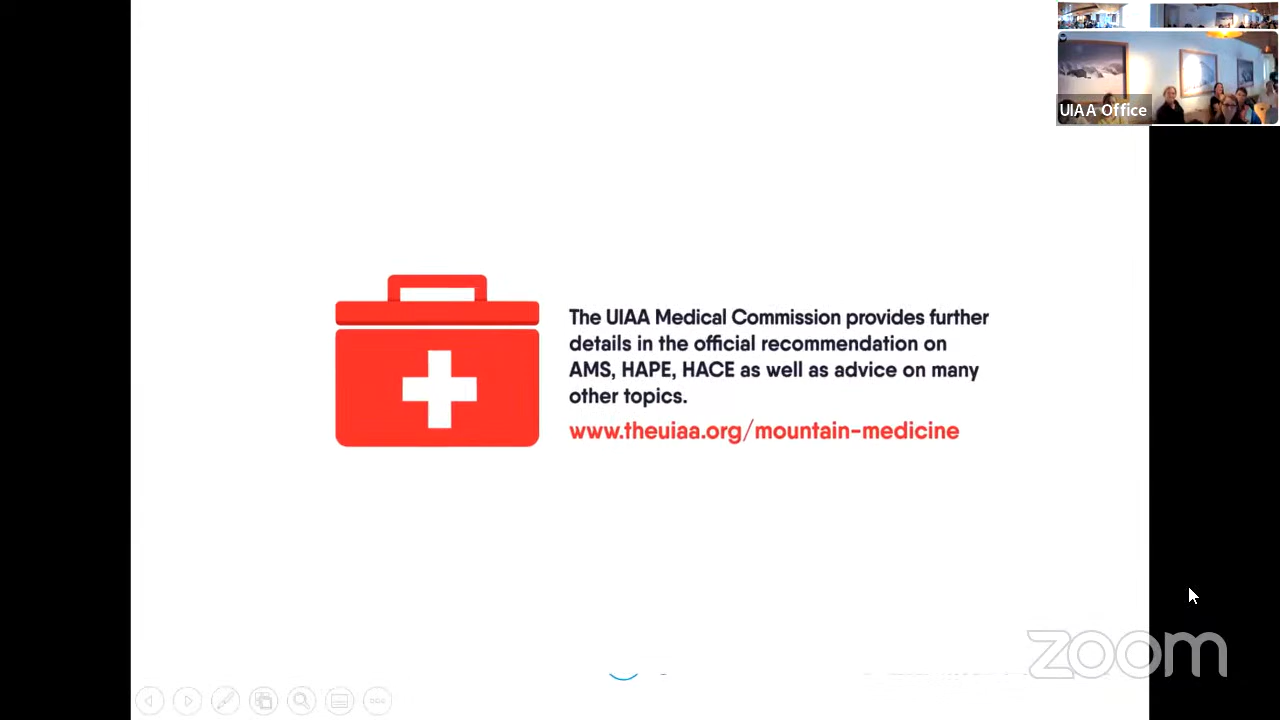 UIAA Office
The UIAA Medical Commission provides further
details in the official recommendation on
AMS, HAPE, HACE as well as advice on many
other topics.
www.theuiaa.org/mountain-medicine
zoom